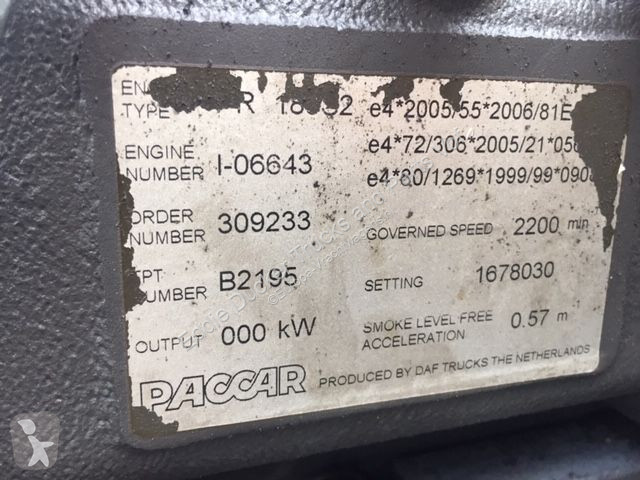 TYPE
e4*2005/55*2006/81E
ENGINE NUMBER I-06643
e4*72/306*2005/21*050
e4*80/1269*1999/99*090
ORDER NUMBER 309233
GOVERNED SPEED 2200 min
B2195
SETTING 1678030
OUTPUT 000 kW
SMOKE LEVEL FREE ACCELERATION 0.57 m
PACCAR PRODUCED BY DAF TRUCKS THE NETHERLANDS